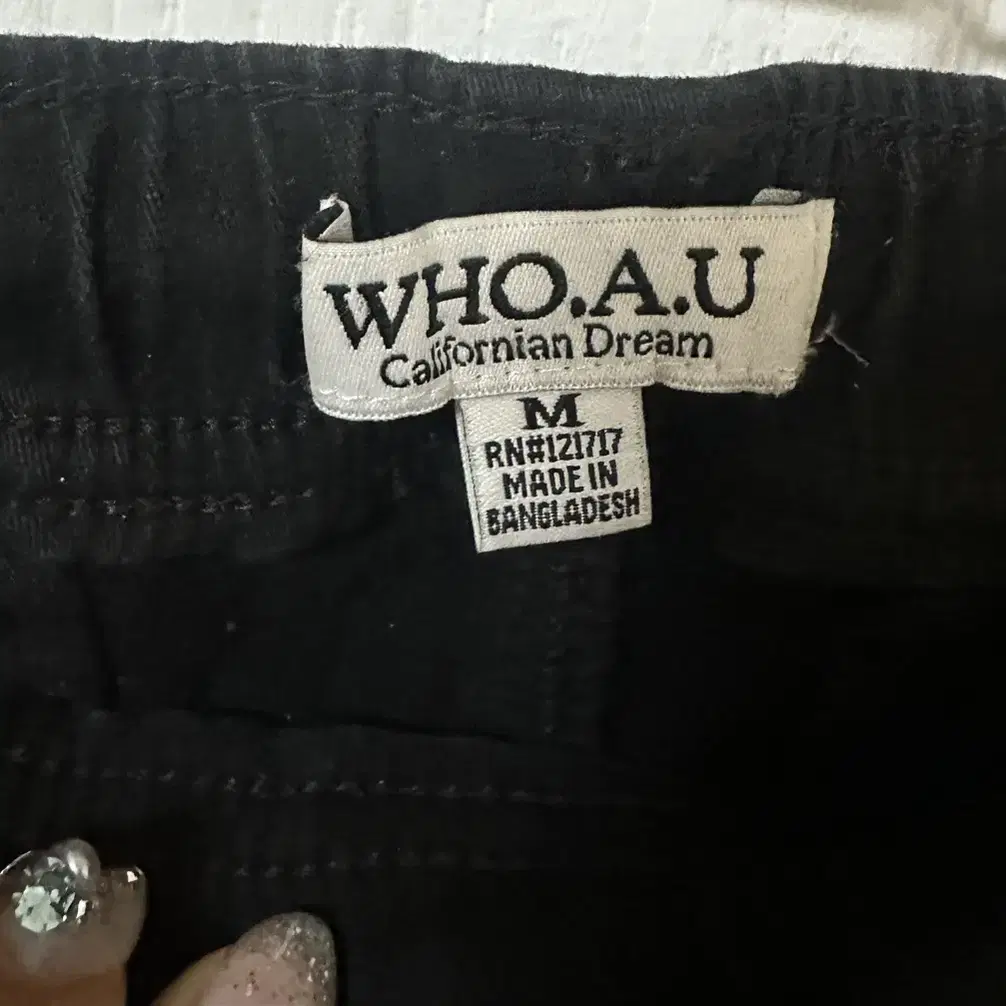 WHO.A.U
Californian Dream
M
RN#121717
MADE IN
BANGLADESH